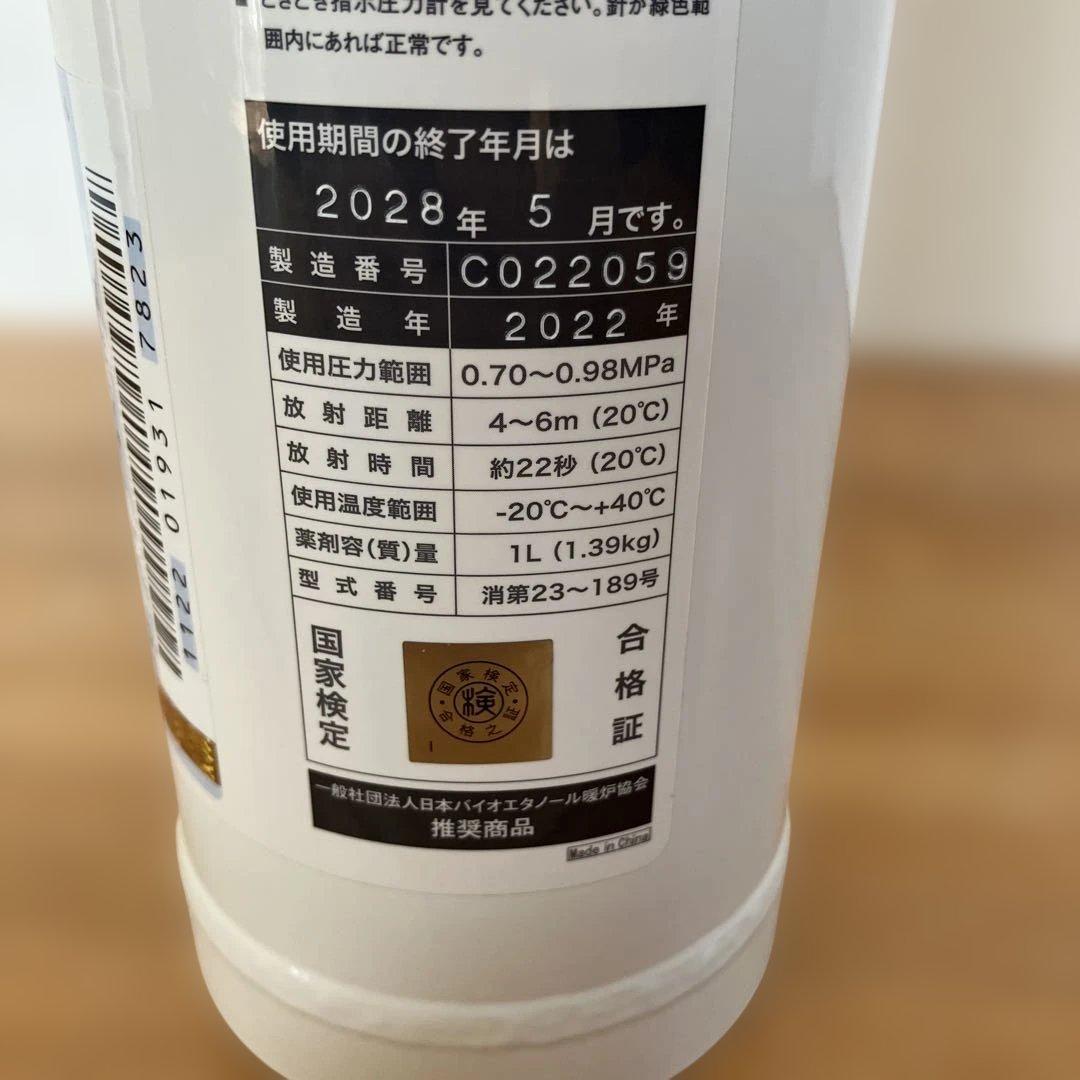 ときどき指示圧力計を見てください。針が緑色範
囲内にあれば正常です。
使用期間の終了年月は
2028年 5 月です。
製造番号 C022059
製造年 2022年
使用圧力範囲 0.70～0.98MPa
放射距離 4～6m（20℃）
放射時間 約22秒（20℃）
使用温度範囲 -20℃～+40℃
薬剤容（質）量 1L（1.39kg）
型式番号 消第23～189号
国家検定 合格証
国家検定
検
合格之証
一般社団法人日本バイオエタノール暖炉協会
推奨商品
Made in China
1122 01931 7823